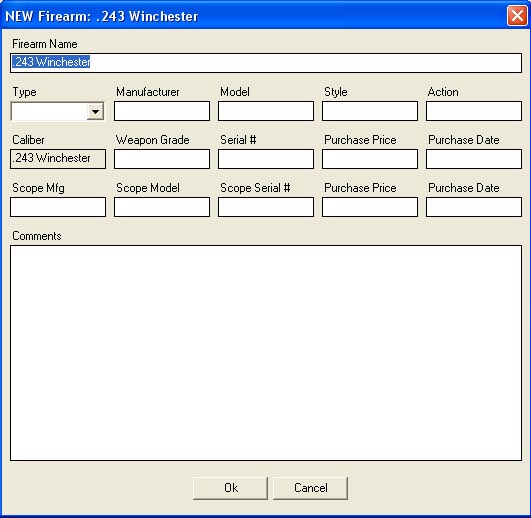 NEW Firearm: .243 Winchester
Firearm Name
.243 Winchester
Type Manufacturer Model Style Action
Caliber Weapon Grade Serial # Purchase Price Purchase Date
.243 Winchester
Scope Mfg Scope Model Scope Serial # Purchase Price Purchase Date
Comments
Ok Cancel